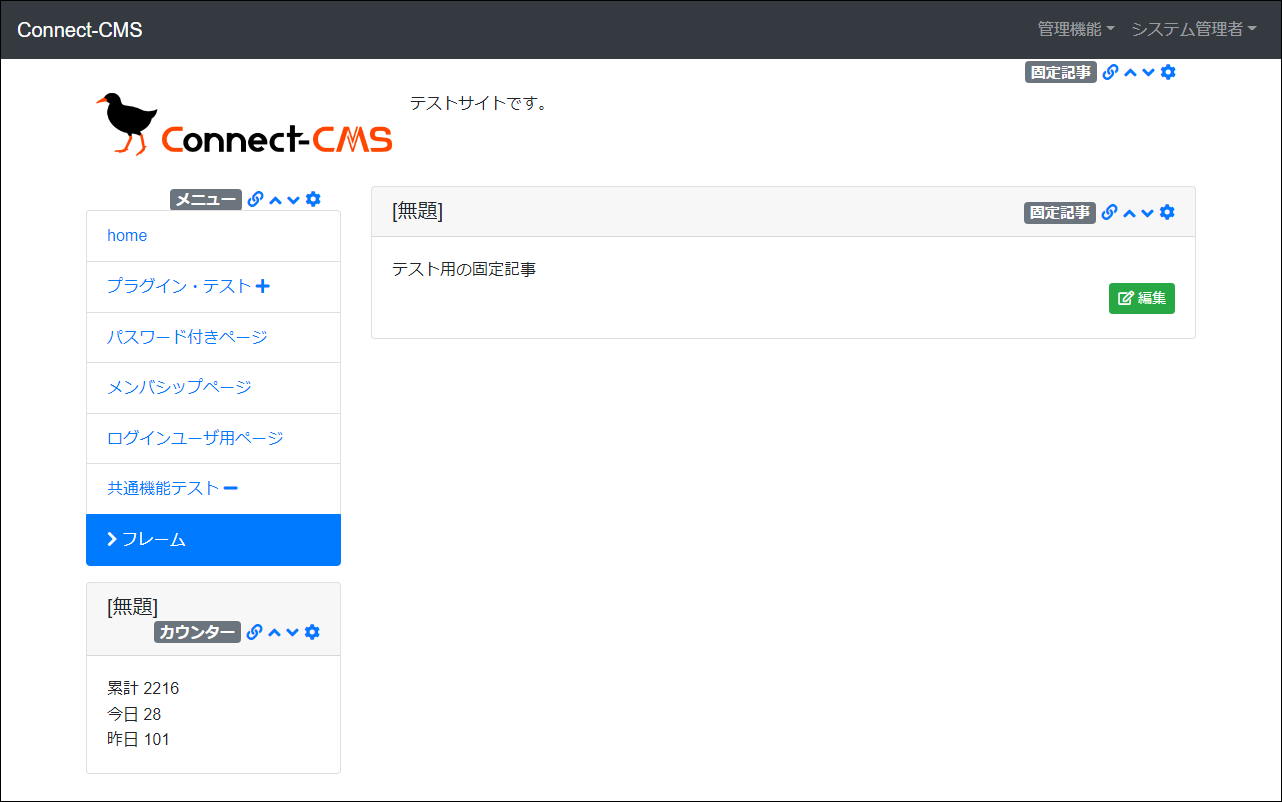 Connect-CMS
管理機能 システム管理者
固定記事
テストサイトです。
Connect-CMS
メニュー
home
プラグイン・テスト
パスワード付きページ
メンバシップページ
ログインユーザ用ページ
共通機能テスト
フレーム
[無題]
カウンター
累計 2216
今日 28
昨日 101
[無題]
固定記事
テスト用の固定記事
編集